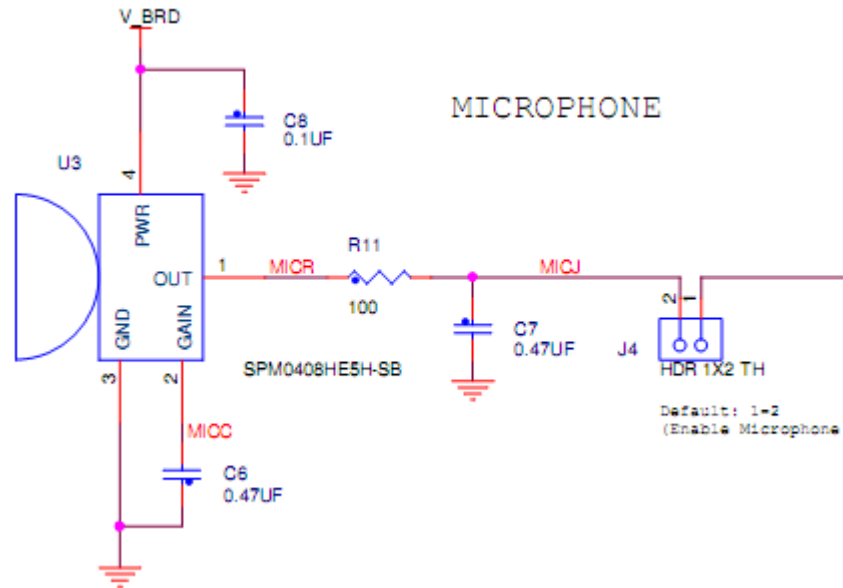 V_BRD
MICROPHONE
C8
0.1UF
U3
4
PWR
OUT
1
MICR
R11
100
MICJ
C7
0.47UF
2
1
J4
HDR 1X2 TH
GND
GAIN
3
2
SPM0408HE5H-SB
Default: 1-2
(Enable Microphone
MICC
C6
0.47UF